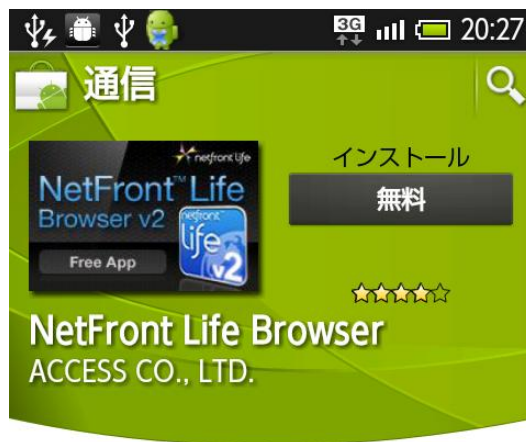 3G
20:27
通信
netfront life
インストール
NetFront™ Life
Browser v2
無料
netfront™
life
v2
Free App
NetFront Life Browser
ACCESS CO., LTD.